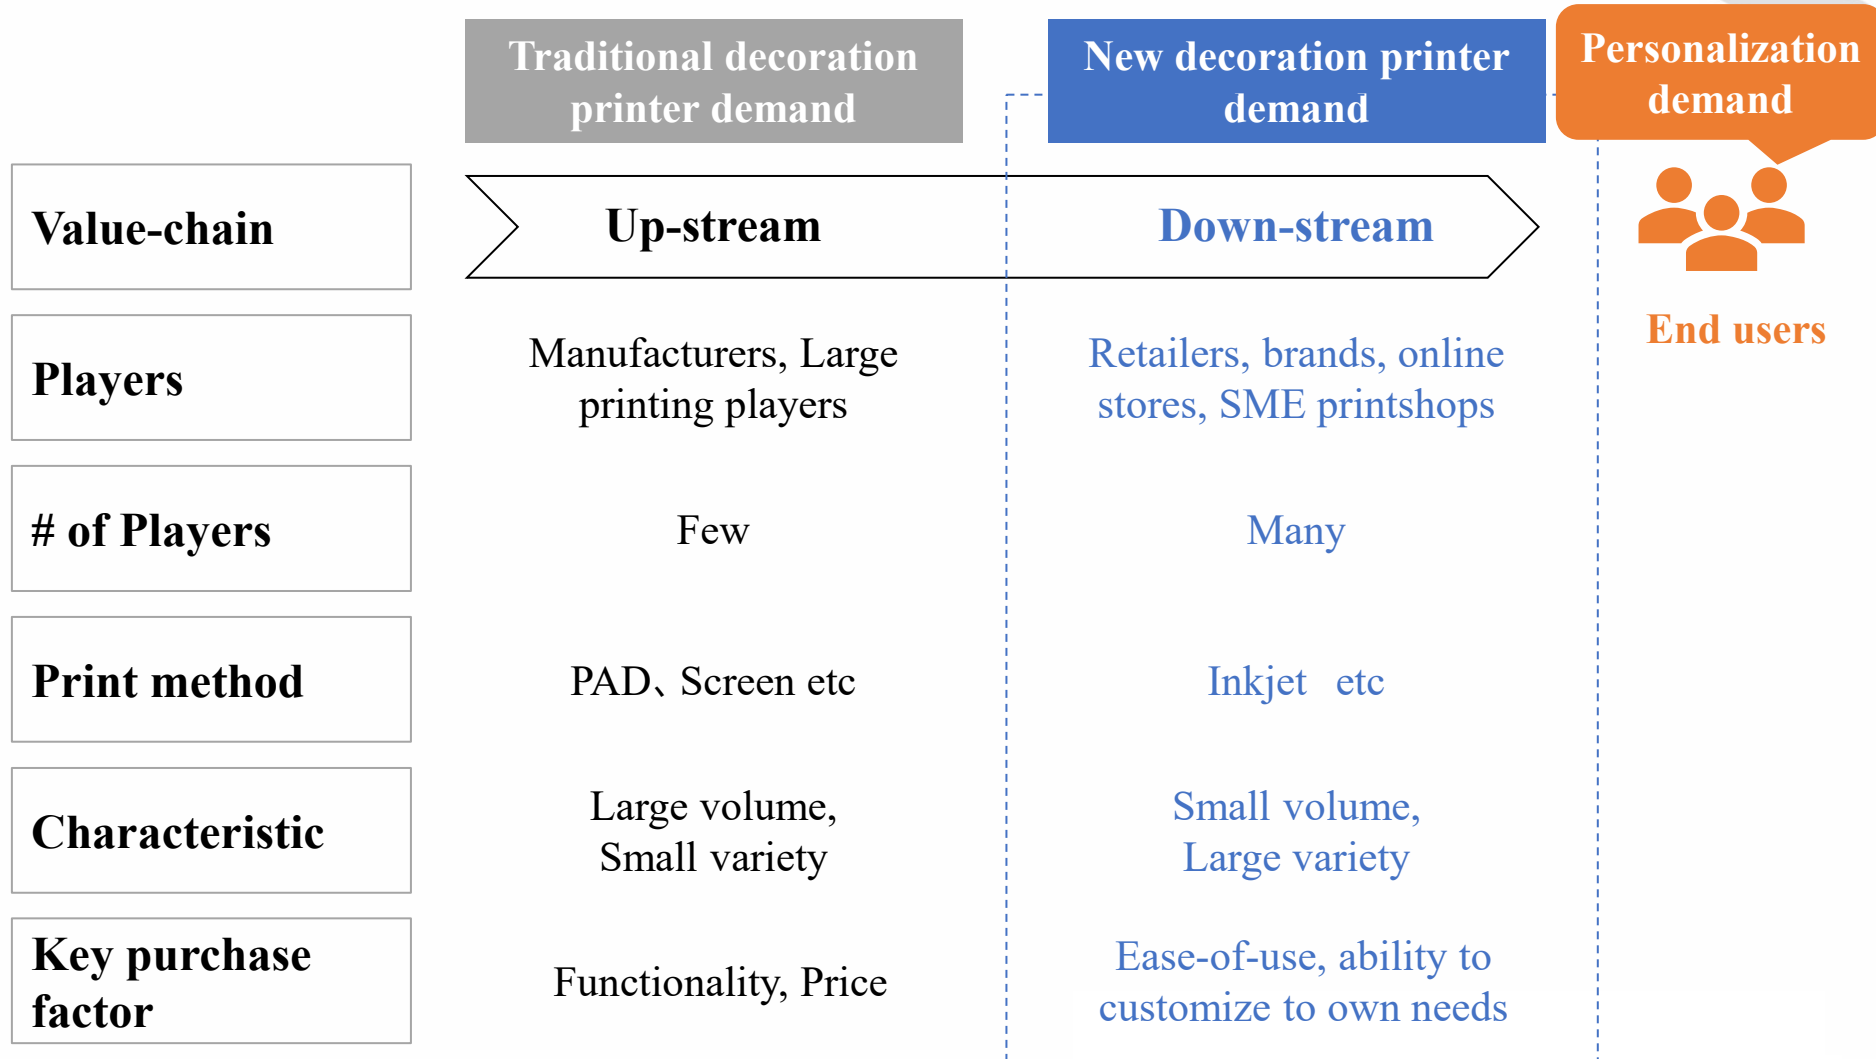 Traditional decoration
printer demand
New decoration printer
demand
Personalization
demand
Value-chain
Up-stream
Down-stream
End users
Players
Manufacturers, Large
printing players
Retailers, brands, online
stores, SME printshops
# of Players
Few
Many
Print method
PAD、Screen etc
Inkjet etc
Characteristic
Large volume,
Small variety
Small volume,
Large variety
Key purchase
factor
Functionality, Price
Ease-of-use, ability to
customize to own needs